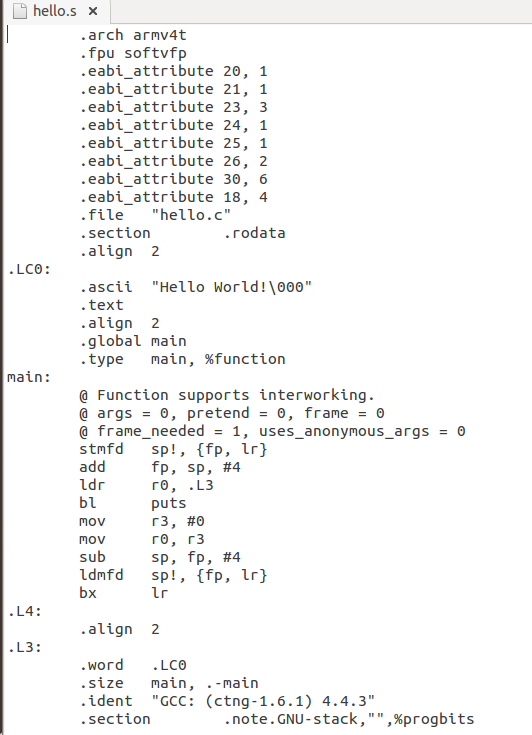 hello.s ×
.arch armv4t
.fpu softvfp
.eabi_attribute 20, 1
.eabi_attribute 21, 1
.eabi_attribute 23, 3
.eabi_attribute 24, 1
.eabi_attribute 25, 1
.eabi_attribute 26, 2
.eabi_attribute 30, 6
.eabi_attribute 18, 4
.file "hello.c"
.section .rodata
.align 2
.LC0:
.ascii "Hello World!\000"
.text
.align 2
.global main
.type main, %function
main:
@ Function supports interworking.
@ args = 0, pretend = 0, frame = 0
@ frame_needed = 1, uses_anonymous_args = 0
stmfd sp!, {fp, lr}
add fp, sp, #4
ldr r0, .L3
bl puts
mov r3, #0
mov r0, r3
sub sp, fp, #4
ldmfd sp!, {fp, lr}
bx lr
.L4:
.align 2
.L3:
.word .LC0
.size main, .-main
.ident "GCC: (ctng-1.6.1) 4.4.3"
.section .note.GNU-stack,"",%progbits